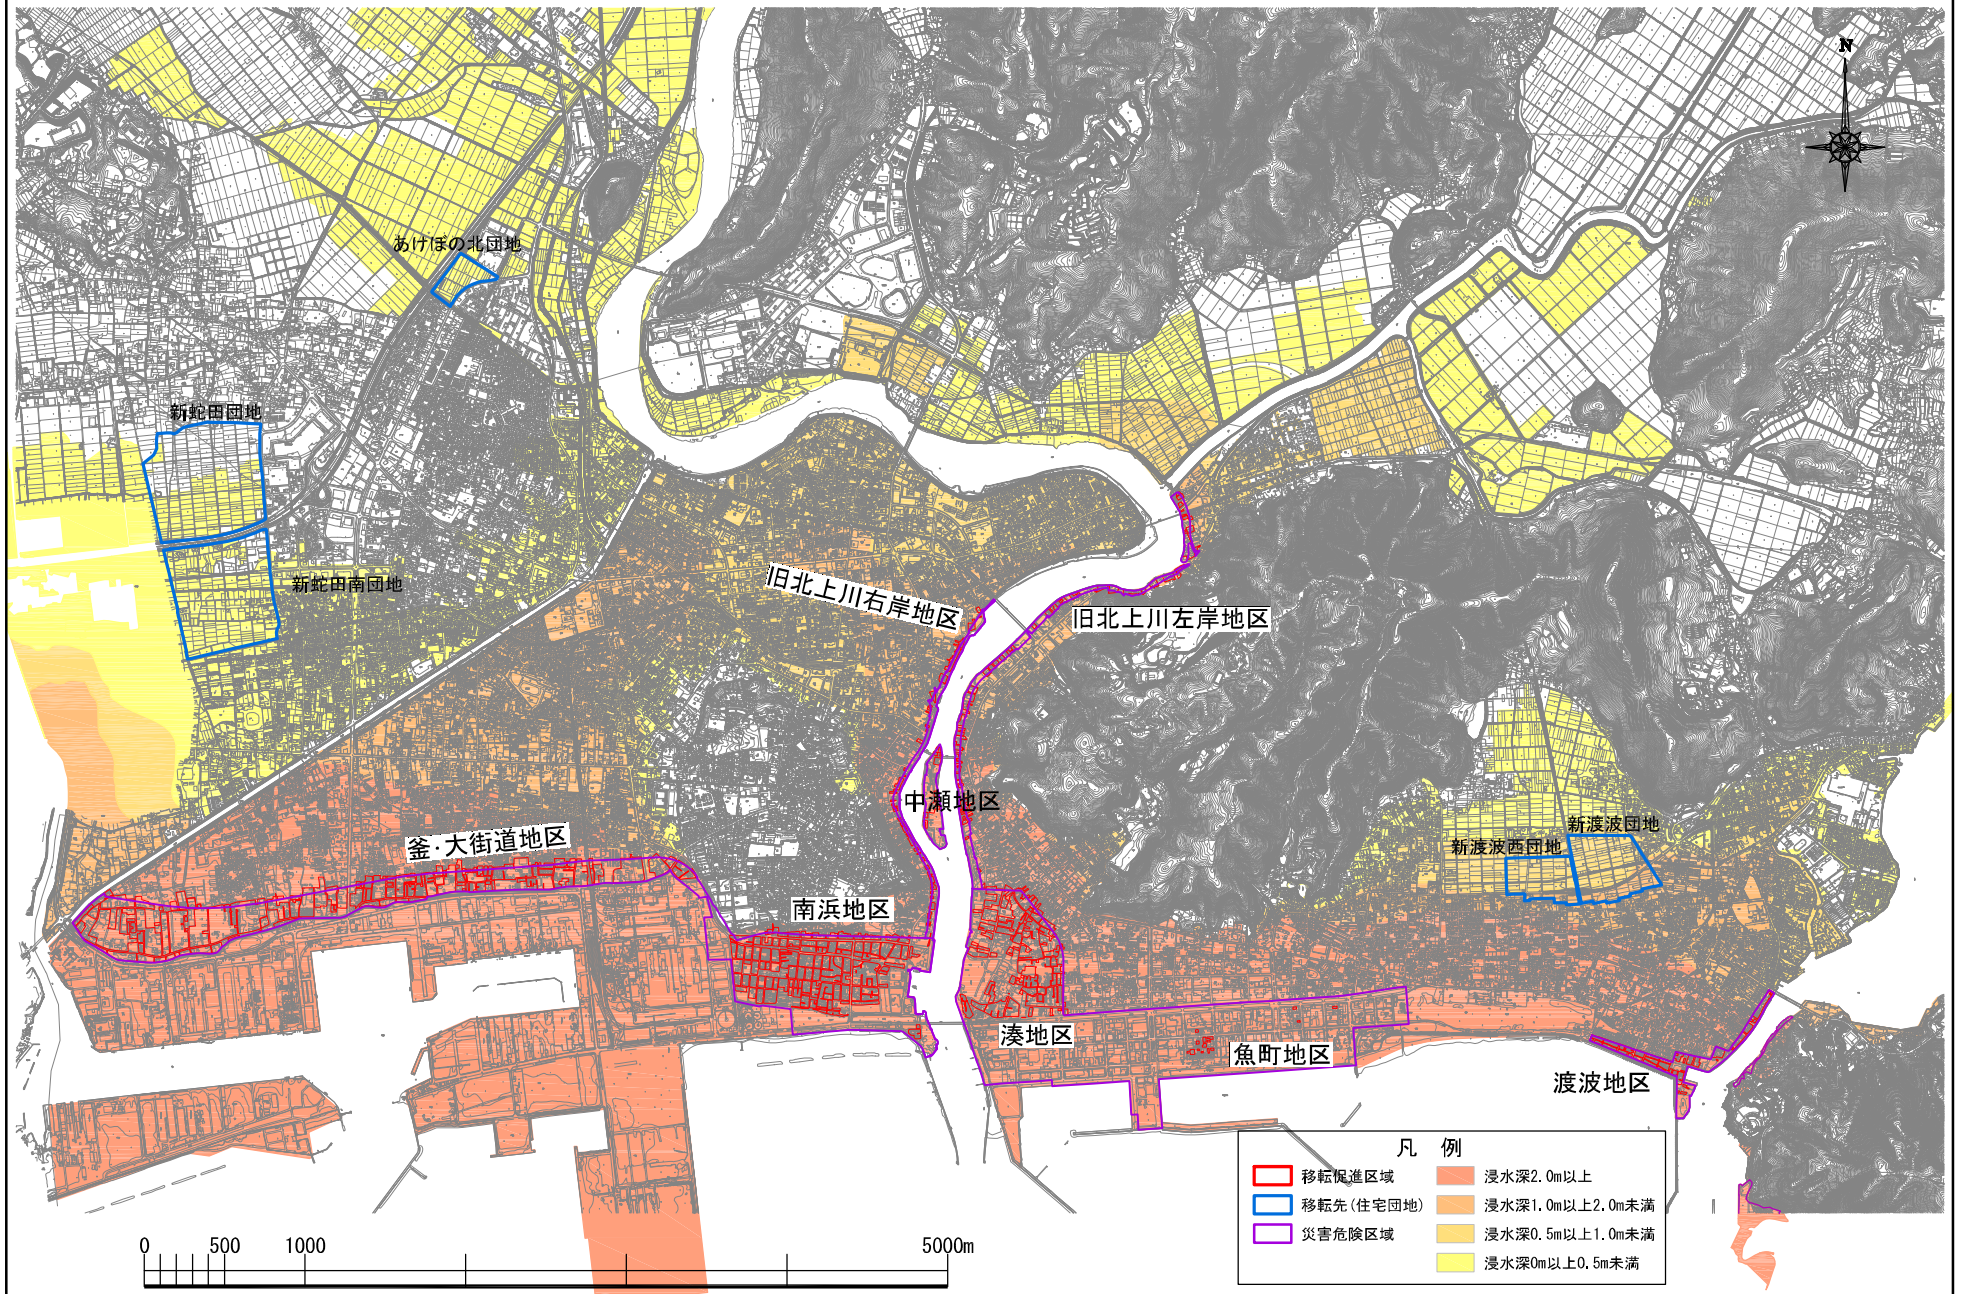 N
あけぼの北団地
新蛇田団地
新蛇田南団地
旧北上川右岸地区
旧北上川左岸地区
中瀬地区
釜・大街道地区
新渡波団地
新渡波西団地
南浜地区
湊地区
魚町地区
渡波地区
凡 例
移転促進区域
浸水深2.0m以上
移転先(住宅団地)
浸水深1.0m以上2.0m未満
災害危険区域
浸水深0.5m以上1.0m未満
浸水深0m以上0.5m未満
0 500 1000 5000m